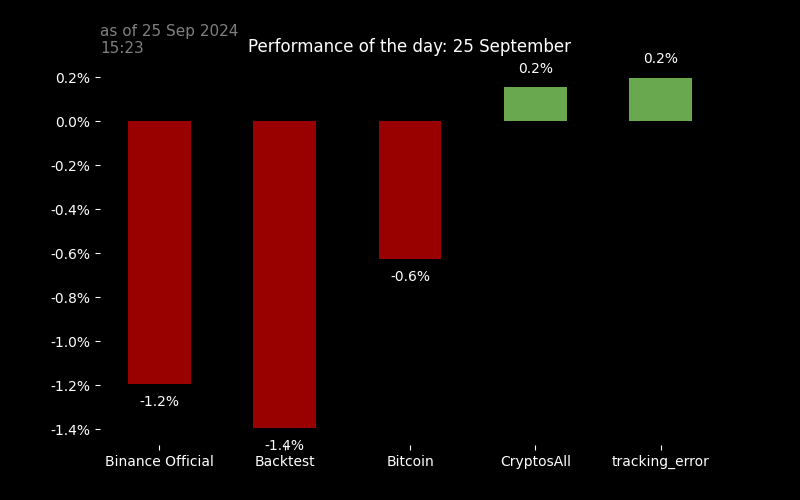 as of 25 Sep 2024
15:23
Performance of the day: 25 September
0.2%
0.2%
0.2%
0.0%
-0.2%
-0.4%
-0.6%
-0.6%
-0.8%
-1.0%
-1.2%
-1.2%
-1.4%
-1.4%
Binance Official
Backtest
Bitcoin
CryptosAll
tracking_error